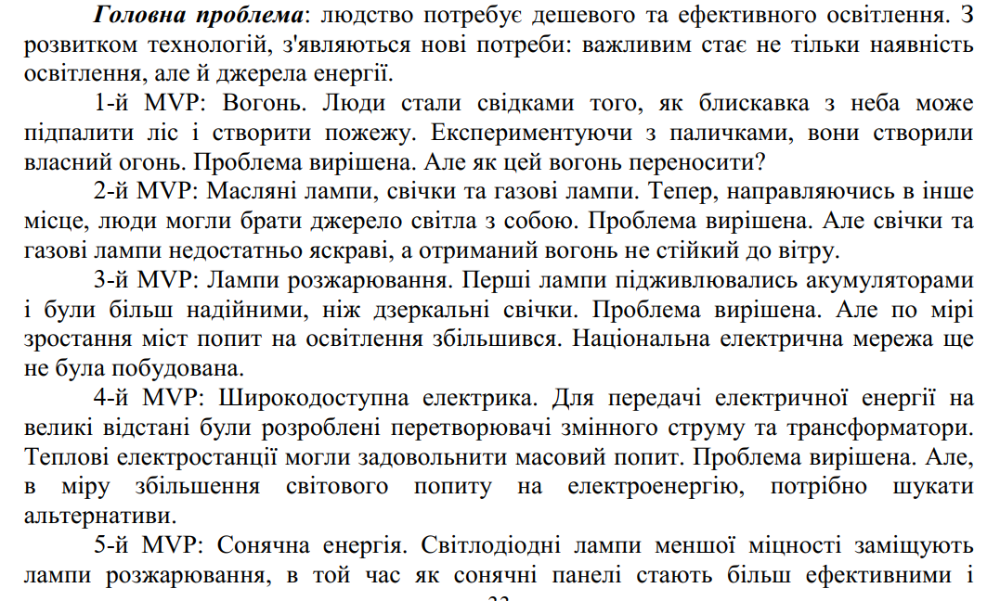 Головна проблема: людство потребує дешевого та ефективного освітлення. З
розвитком технологій, з'являються нові потреби: важливим стає не тільки наявність
освітлення, але й джерела енергії.
1-й MVP: Вогонь. Люди стали свідками того, як блискавка з неба може
підпалити ліс і створити пожежу. Експериментуючи з паличками, вони створили
власний огонь. Проблема вирішена. Але як цей вогонь переносити?
2-й MVP: Масляні лампи, свічки та газові лампи. Тепер, направляючись в інше
місце, люди могли брати джерело світла з собою. Проблема вирішена. Але свічки та
газові лампи недостатньо яскраві, а отриманий вогонь не стійкий до вітру.
3-й MVP: Лампи розжарювання. Перші лампи підживлювались акумуляторами
і були більш надійними, ніж дзеркальні свічки. Проблема вирішена. Але по мірі
зростання міст попит на освітлення збільшився. Національна електрична мережа ще
не була побудована.
4-й MVP: Широкодоступна електрика. Для передачі електричної енергії на
великі відстані були розроблені перетворювачі змінного струму та трансформатори.
Теплові електростанції могли задовольнити масовий попит. Проблема вирішена. Але,
в міру збільшення світового попиту на електроенергію, потрібно шукати
альтернативи.
5-й MVP: Сонячна енергія. Світлодіодні лампи меншої міцності заміщують
лампи розжарювання, в той час як сонячні панелі стають більш ефективними і